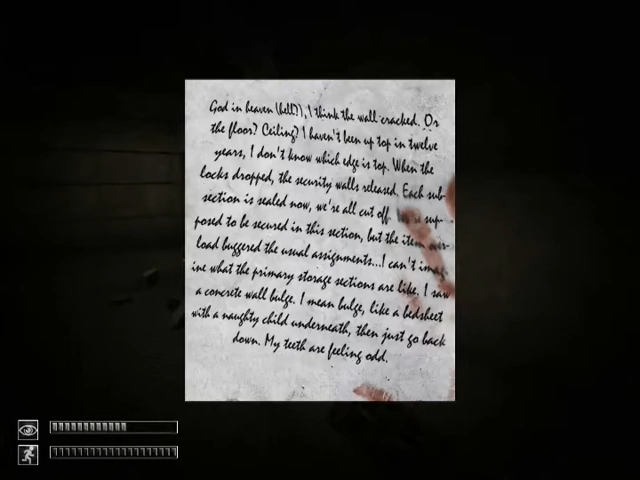 God in heaven (hell?), I think the wall cracked. Or
the floor? Ceiling? I haven't been up top in twelve
years, I don't know which edge is top. When the
locks dropped, the security walls released. Each sub-
section is sealed now, we're all cut off. sup-
posed to be secured in this section, but the item over-
load buggered the usual assignments...I can't imag-
ine what the primary storage sections are like. I saw
a concrete wall bulge. I mean bulge, like a bedsheet
with a naughty child underneath, then just go back
down. My teeth are feeling odd.